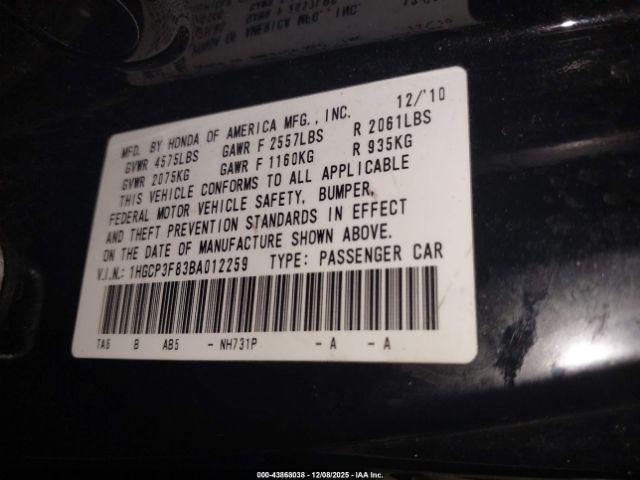 MFD. BY HONDA OF AMERICA MFG., INC. 12/'10
GVWR 4575LBS GAWR F 2557LBS R 2061LBS
GVWR 2075KG GAWR F 1160KG R 935KG
THIS VEHICLE CONFORMS TO ALL APPLICABLE
FEDERAL MOTOR VEHICLE SAFETY, BUMPER,
AND THEFT PREVENTION STANDARDS IN EFFECT
ON THE DATE OF MANUFACTURE SHOWN ABOVE.
V.I.N.: 1HGCP3F83BA012259 TYPE: PASSENGER CAR
TA6 B AB5 - NH731P - A - A
000-43868038 - 12/08/2025 - IAA Inc.